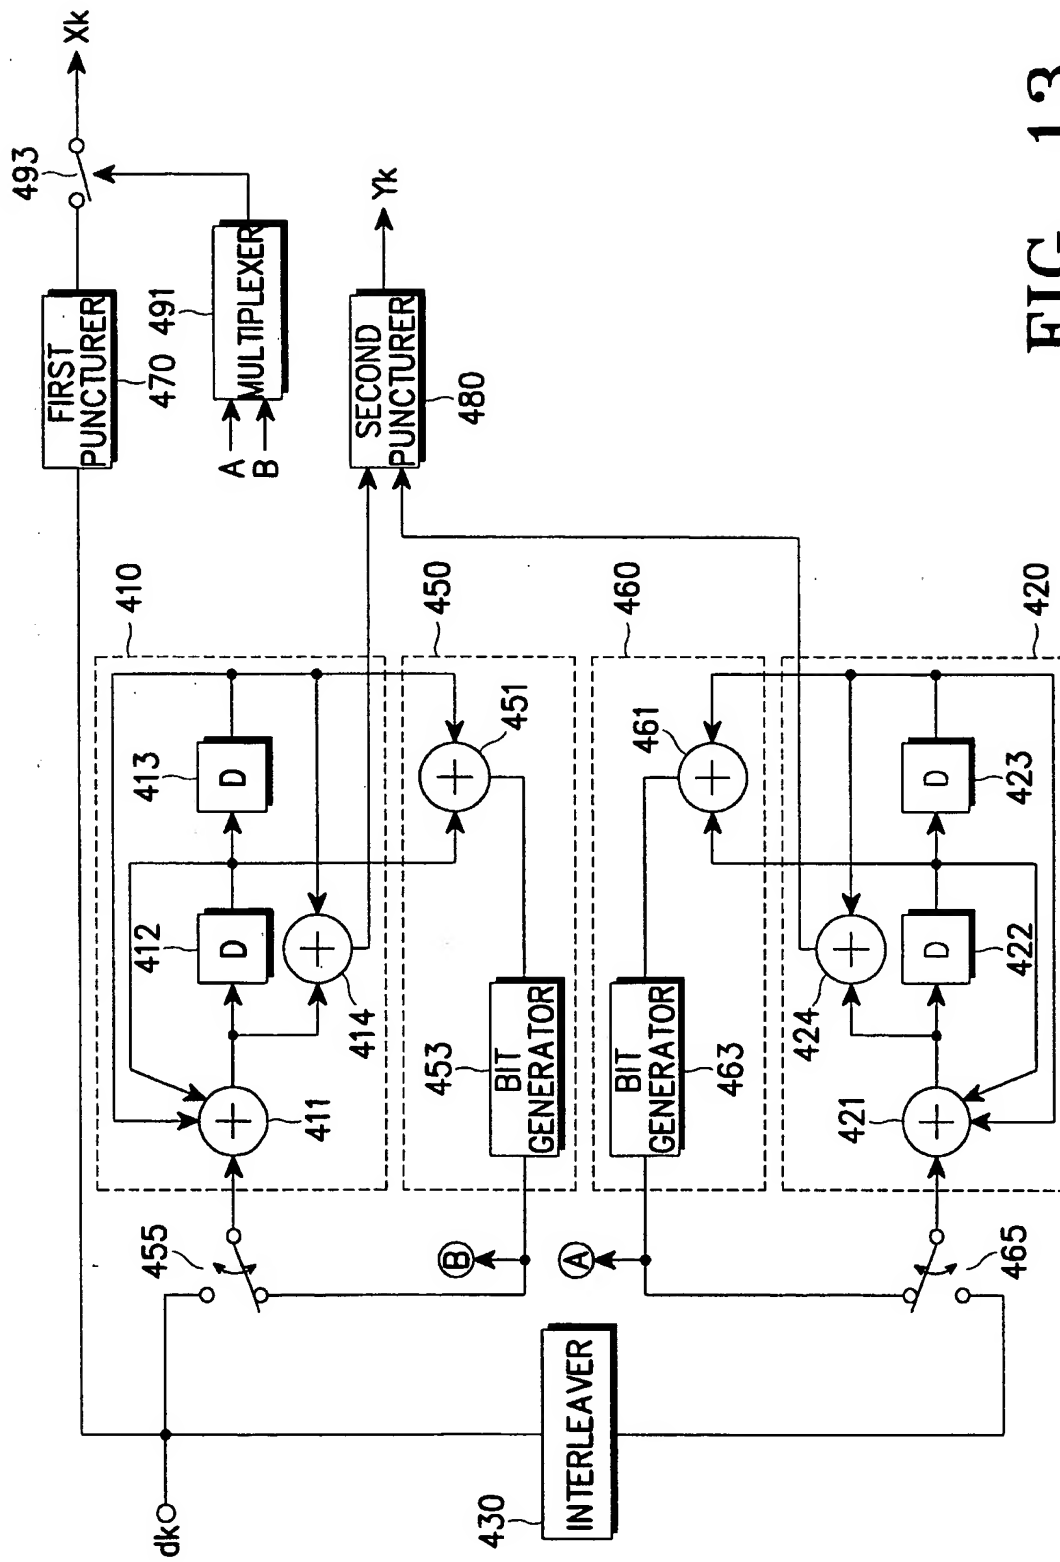 dk
430
INTERLEAVER
455
465
410
411
412
D
413
D
414
450
451
453
BIT
GENERATOR
B
460
461
463
BIT
GENERATOR
A
420
421
422
D
423
D
424
FIRST
PUNCTURER
470
493
Xk
491
MULTIPLEXER
A
B
SECOND
PUNCTURER
480
Yk
FIG. 13